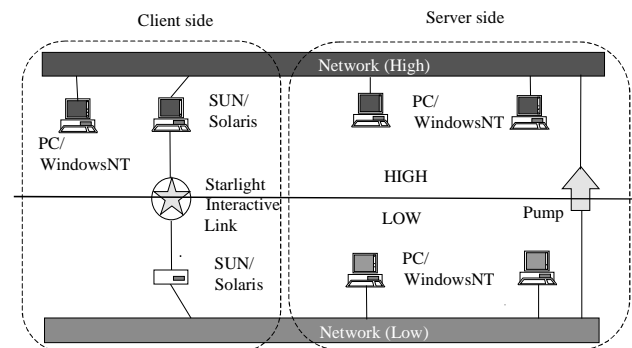 Client side
Server side
Network (High)
SUN/
Solaris
PC/
WindowsNT
PC/
WindowsNT
Starlight
Interactive
Link
HIGH
LOW
Pump
SUN/
Solaris
PC/
WindowsNT
Network (Low)